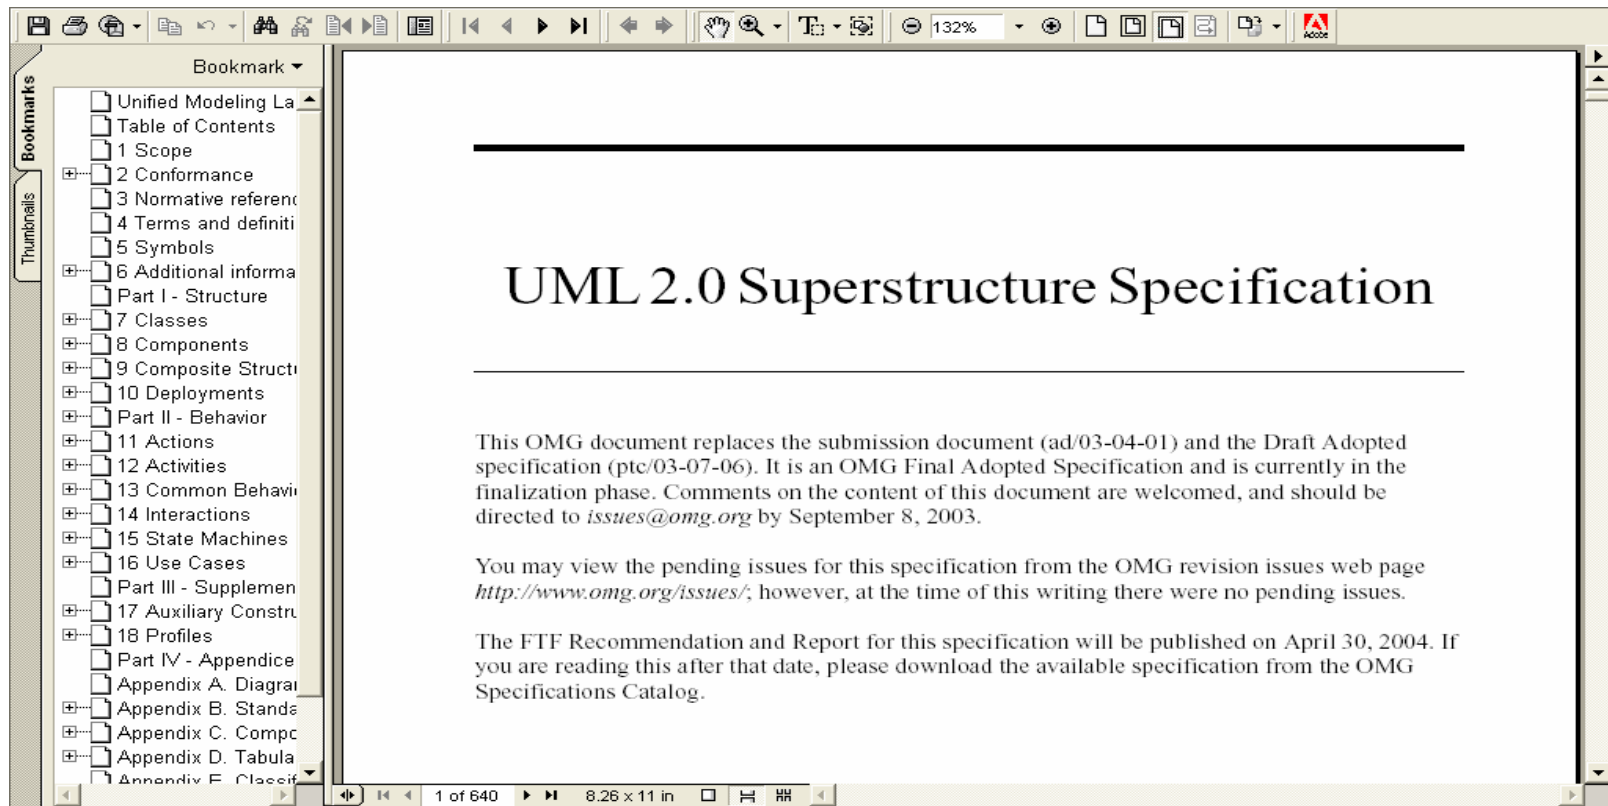 132%
Adobe
Bookmarks
Thumbnails
Bookmark
Unified Modeling La
Table of Contents
1 Scope
2 Conformance
3 Normative referenc
4 Terms and definiti
5 Symbols
6 Additional informa
Part I - Structure
7 Classes
8 Components
9 Composite Struct
10 Deployments
Part II - Behavior
11 Actions
12 Activities
13 Common Behavi
14 Interactions
15 State Machines
16 Use Cases
Part III - Supplemen
17 Auxiliary Constru
18 Profiles
Part IV - Appendice
Appendix A. Diagra
Appendix B. Standa
Appendix C. Compo
Appendix D. Tabula
Appendix E. Classif
UML 2.0 Superstructure Specification
This OMG document replaces the submission document (ad/03-04-01) and the Draft Adopted
specification (ptc/03-07-06). It is an OMG Final Adopted Specification and is currently in the
finalization phase. Comments on the content of this document are welcomed, and should be
directed to issues@omg.org by September 8, 2003.
You may view the pending issues for this specification from the OMG revision issues web page
http://www.omg.org/issues/; however, at the time of this writing there were no pending issues.
The FTF Recommendation and Report for this specification will be published on April 30, 2004. If
you are reading this after that date, please download the available specification from the OMG
Specifications Catalog.
1 of 640
8.26 x 11 in